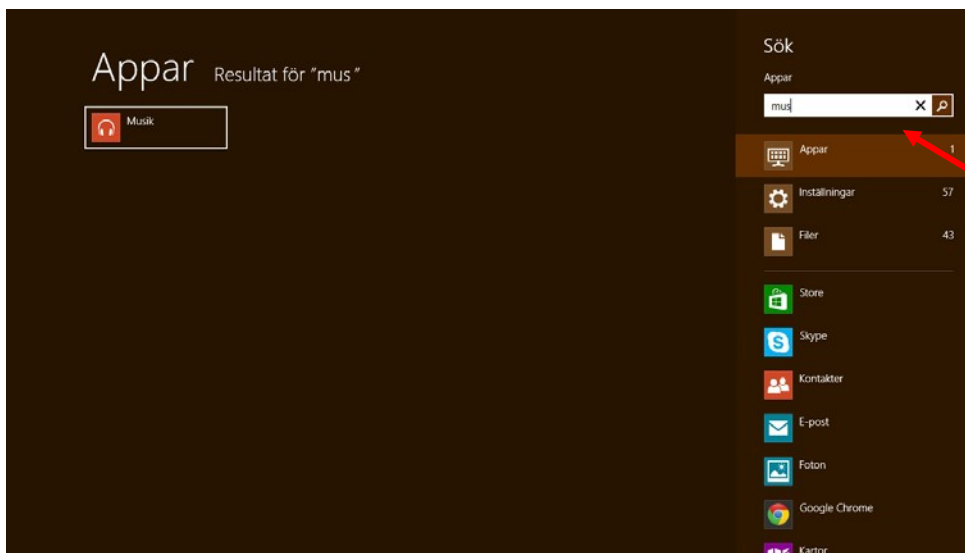 Appar Resultat för "mus"
Musik
Sök
Appar
mus
Appar 1
Inställningar 57
Filer 43
Store
Skype
Kontakter
E-post
Foton
Google Chrome
Kartor